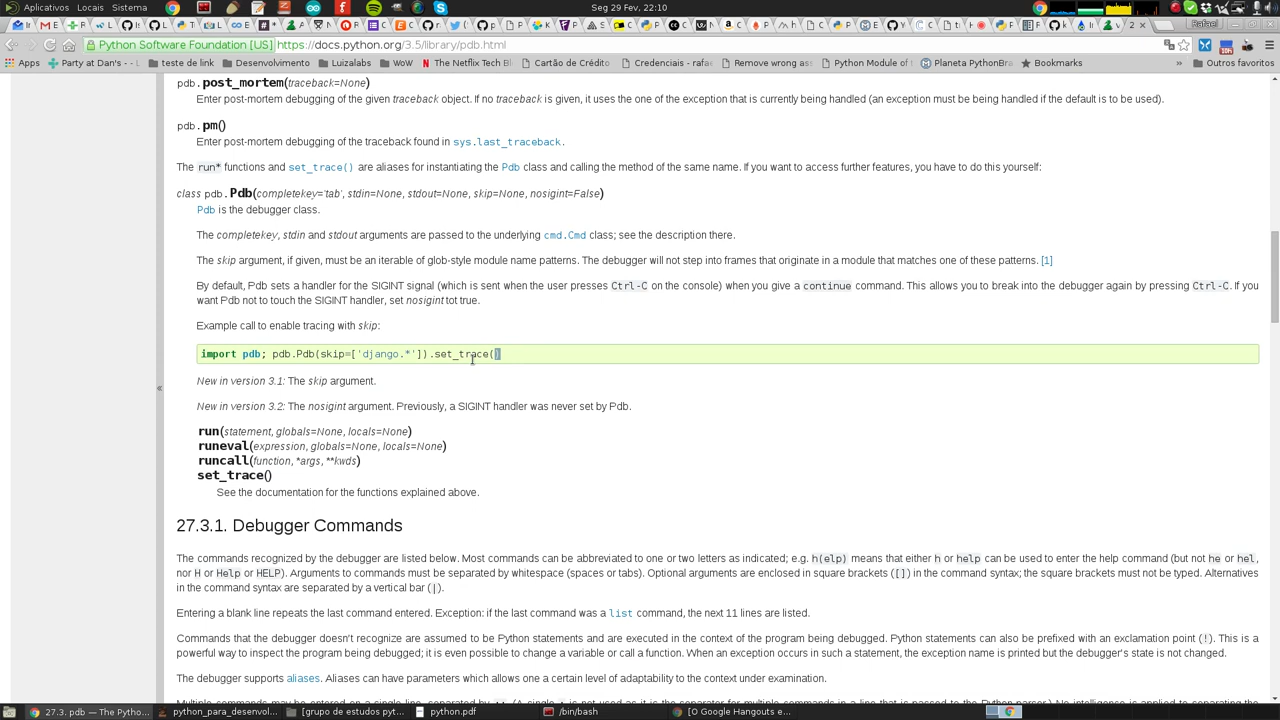 Aplicativos Locais Sistema
Seg 29 Fev, 22:10
Rafael
Python Software Foundation [US] https://docs.python.org/3.5/library/pdb.html
Apps Party at Dan's- - teste de link Desenvolvimento Luizalabs WoW The Netflix Tech Bl Cartão de Crédito Credenciais - rafae Remove wrong as Python Module of Planeta PythonBra Bookmarks » Outros favoritos
pdb.post_mortem(traceback=None)
Enter post-mortem debugging of the given traceback object. If no traceback is given, it uses the one of the exception that is currently being handled (an exception must be being handled if the default is to be used).
pdb.pm()
Enter post-mortem debugging of the traceback found in sys.last_traceback.
The run* functions and set_trace() are aliases for instantiating the Pdb class and calling the method of the same name. If you want to access further features, you have to do this yourself:
class pdb.Pdb(completekey='tab', stdin=None, stdout=None, skip=None, nosigint=False)
Pdb is the debugger class.
The completekey, stdin and stdout arguments are passed to the underlying cmd.Cmd class; see the description there.
The skip argument, if given, must be an iterable of glob-style module name patterns. The debugger will not step into frames that originate in a module that matches one of these patterns. [1]
By default, Pdb sets a handler for the SIGINT signal (which is sent when the user presses Ctrl-C on the console) when you give a continue command. This allows you to break into the debugger again by pressing Ctrl-C. If you
want Pdb not to touch the SIGINT handler, set nosigint tot true.
Example call to enable tracing with skip:
import pdb; pdb.Pdb(skip=['django.*']).set_trace()
New in version 3.1: The skip argument.
New in version 3.2: The nosigint argument. Previously, a SIGINT handler was never set by Pdb.
run(statement, globals=None, locals=None)
runeval(expression, globals=None, locals=None)
runcall(function, *args, **kwds)
set_trace()
See the documentation for the functions explained above.
27.3.1. Debugger Commands
The commands recognized by the debugger are listed below. Most commands can be abbreviated to one or two letters as indicated; e.g. h(elp) means that either h or help can be used to enter the help command (but not he or hel,
nor H or Help or HELP). Arguments to commands must be separated by whitespace (spaces or tabs). Optional arguments are enclosed in square brackets ([]) in the command syntax; the square brackets must not be typed. Alternatives
in the command syntax are separated by a vertical bar (|).
Entering a blank line repeats the last command entered. Exception: if the last command was a list command, the next 11 lines are listed.
Commands that the debugger doesn't recognize are assumed to be Python statements and are executed in the context of the program being debugged. Python statements can also be prefixed with an exclamation point (!). This is a
powerful way to inspect the program being debugged; it is even possible to change a variable or call a function. When an exception occurs in such a statement, the exception name is printed but the debugger's state is not changed.
The debugger supports aliases. Aliases can have parameters which allows one a certain level of adaptability to the context under examination.
27.3. pdb — The Pytho... python_para_desenvol... [grupo de estudos pyt... python.pdf /bin/bash [O Google Hangouts e...